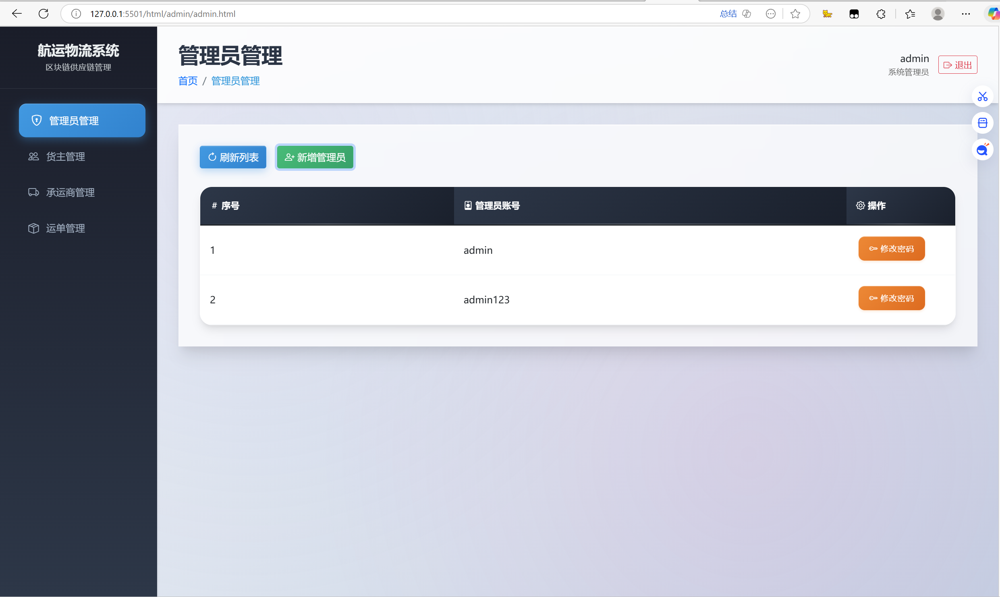 127.0.0.1:5501/html/admin/admin.html
总结
航运物流系统
区块链供应链管理
管理员管理
货主管理
承运商管理
运单管理
管理员管理
首页 / 管理员管理
admin
系统管理员
退出
刷新列表
新增管理员
# 序号 管理员账号 操作
1 admin 修改密码
2 admin123 修改密码